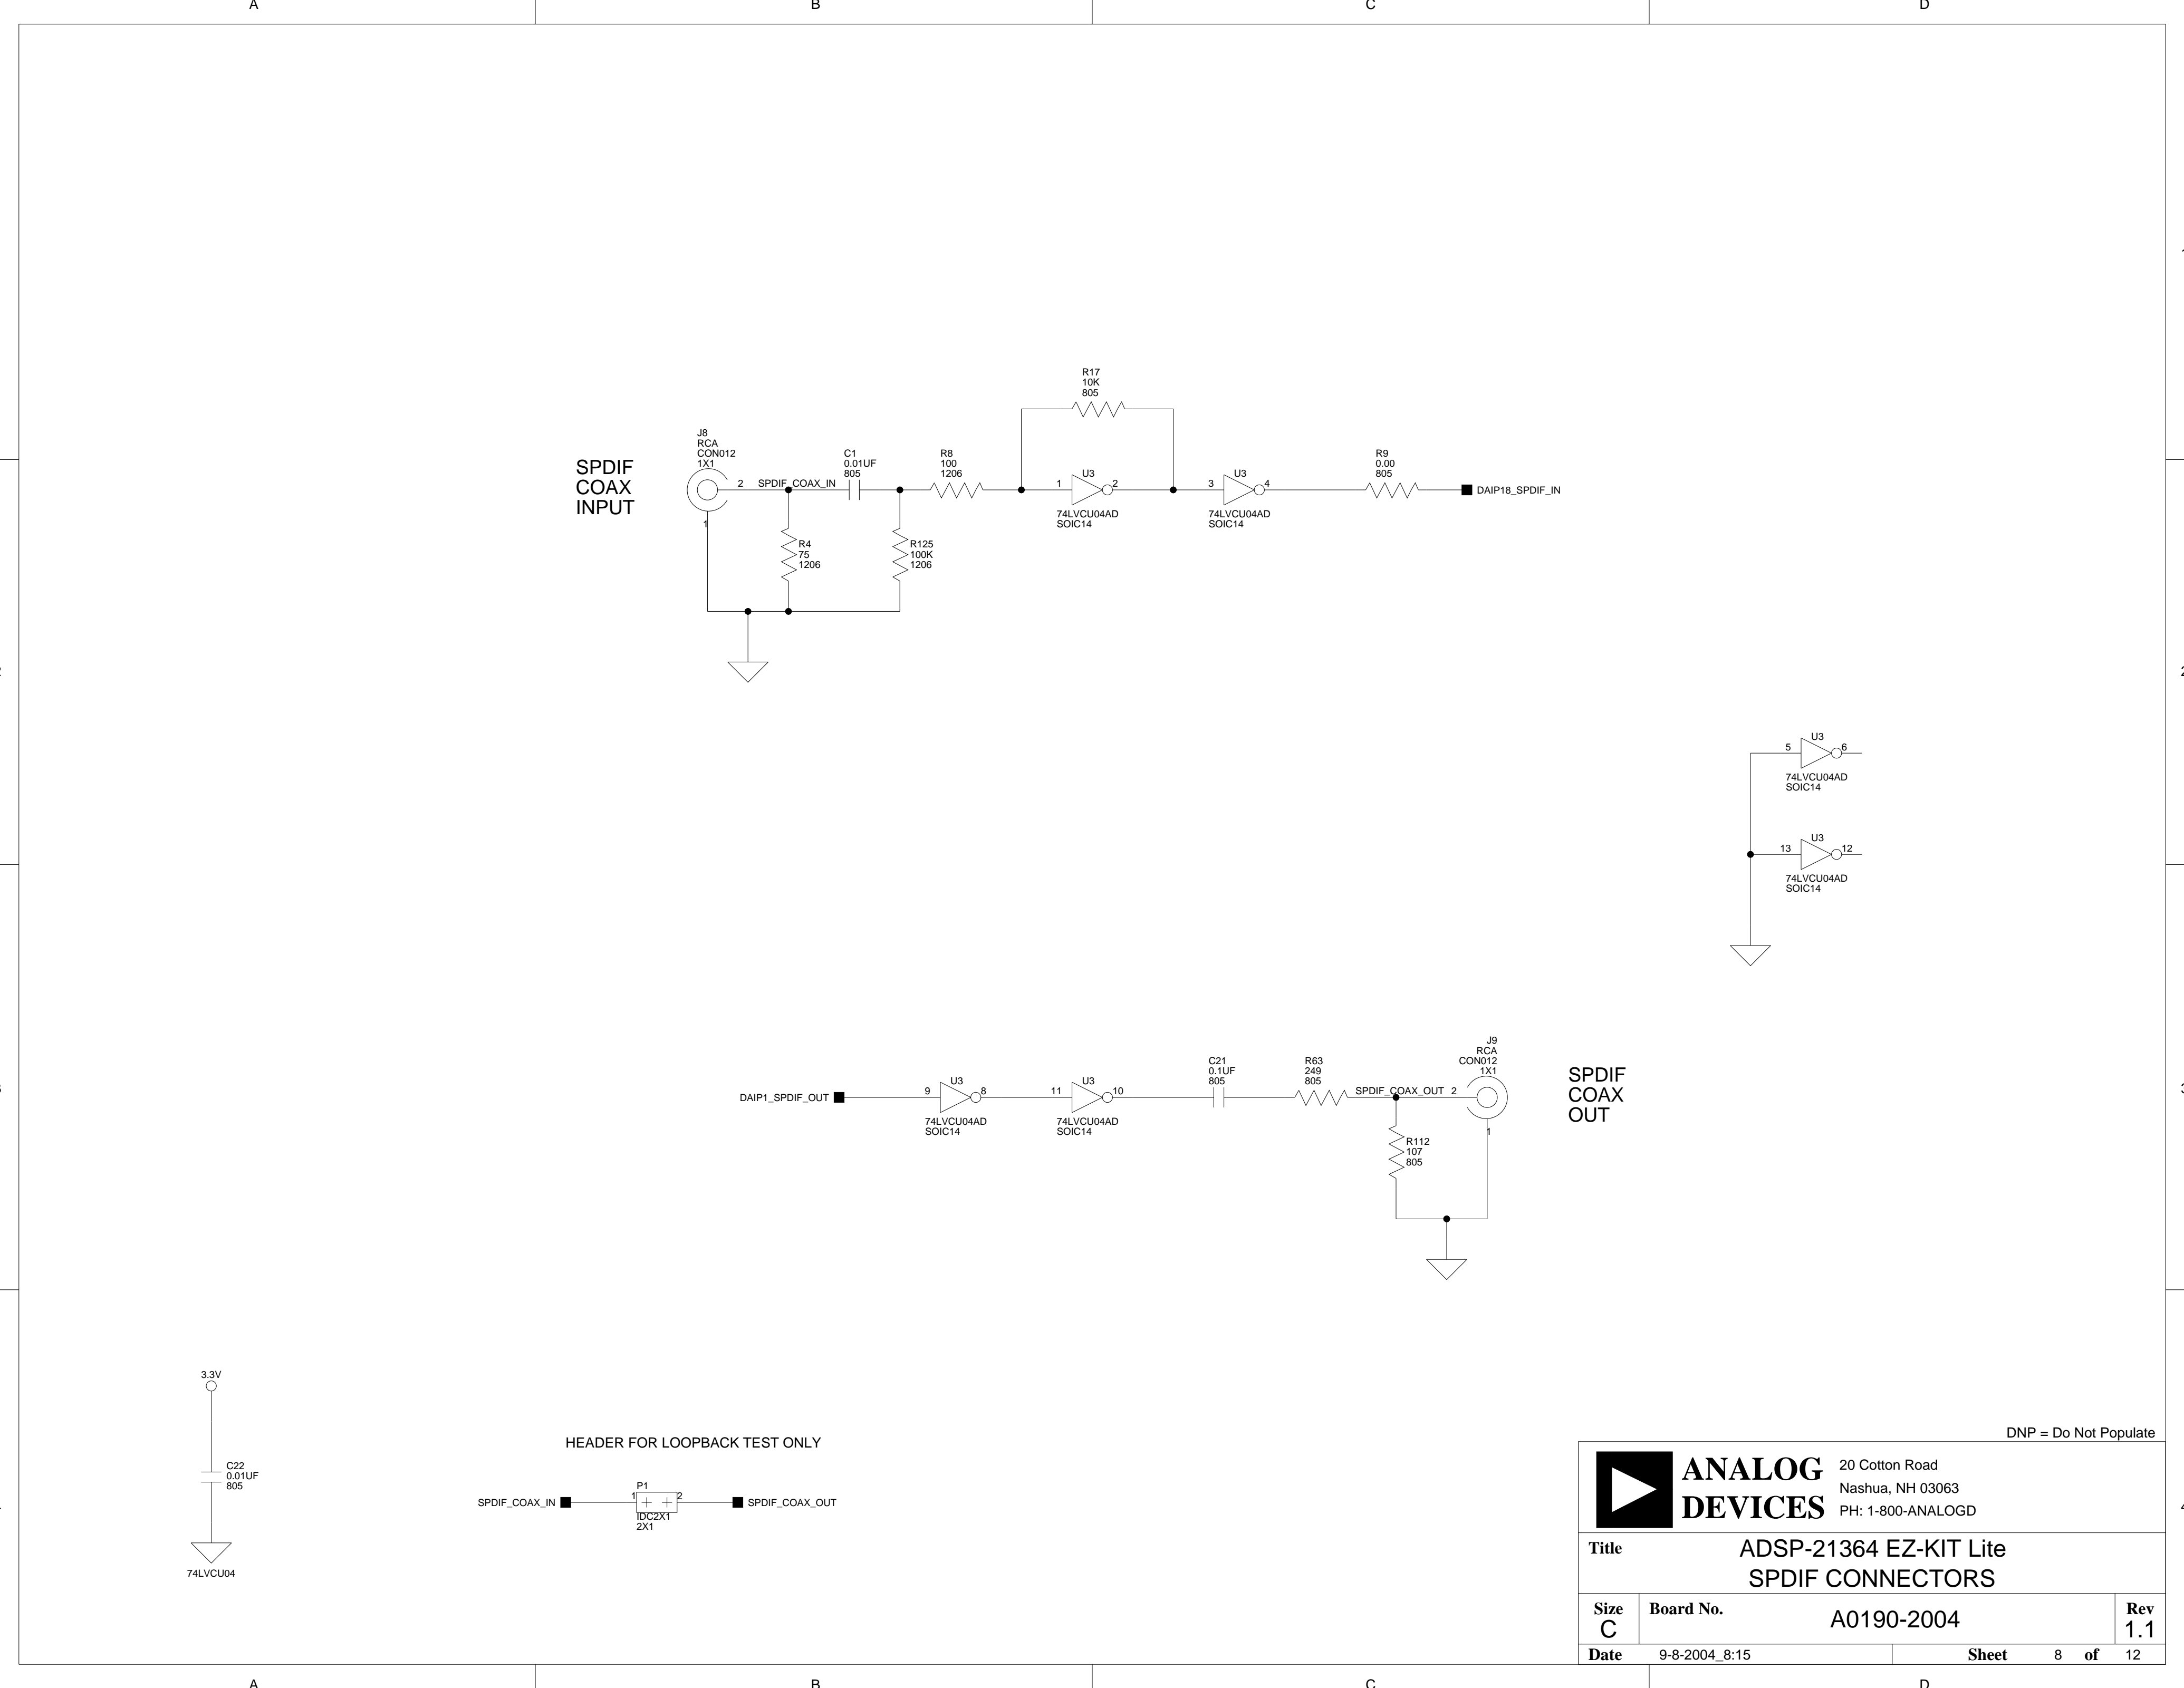 A
B
C
D
R17
10K
805
J8
RCA
CON012
1X1
SPDIF
COAX
INPUT
2
SPDIF_COAX_IN
1
C1
0.01UF
805
R8
100
1206
1
U3
2
74LVCU04AD
SOIC14
3
U3
4
74LVCU04AD
SOIC14
R9
0.00
805
DAIP18_SPDIF_IN
R4
75
1206
R125
100K
1206
2
5
U3
6
74LVCU04AD
SOIC14
13
U3
12
74LVCU04AD
SOIC14
DAIP1_SPDIF_OUT
9
U3
8
74LVCU04AD
SOIC14
11
U3
10
74LVCU04AD
SOIC14
C21
0.1UF
805
R63
249
805
SPDIF_COAX_OUT
2
J9
RCA
CON012
1X1
1
SPDIF
COAX
OUT
3
R112
107
805
3.3V
C22
0.01UF
805
74LVCU04
HEADER FOR LOOPBACK TEST ONLY
SPDIF_COAX_IN
1
P1
2
IDC2X1
2X1
SPDIF_COAX_OUT
4
DNP = Do Not Populate
ANALOG
DEVICES
20 Cotton Road
Nashua, NH 03063
PH: 1-800-ANALOGD
Title
ADSP-21364 EZ-KIT Lite
SPDIF CONNECTORS
Size
C
Board No.
A0190-2004
Rev
1.1
Date
9-8-2004_8:15
Sheet 8 of 12
A
B
C
D